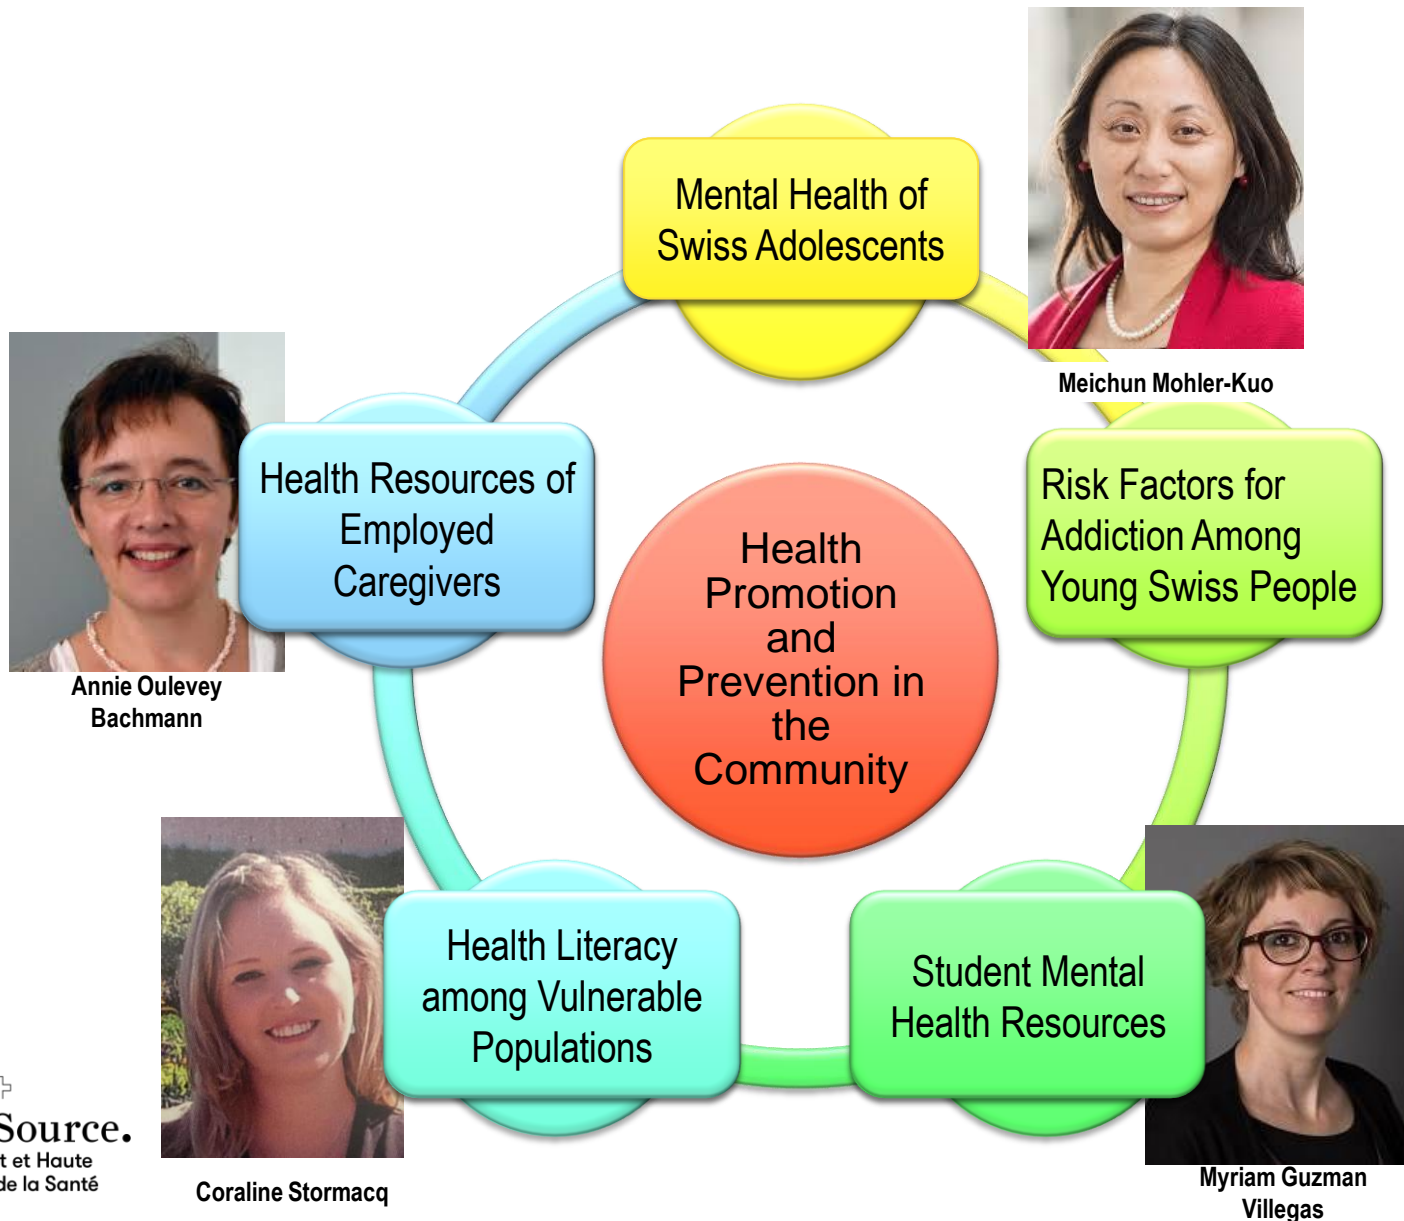 Mental Health of
Swiss Adolescents
Meichun Mohler-Kuo
Health Resources of
Employed
Caregivers
Annie Oulevey
Bachmann
Risk Factors for
Addiction Among
Young Swiss People
Health
Promotion
and
Prevention in
the
Community
Health Literacy
among Vulnerable
Populations
Coraline Stormacq
Student Mental
Health Resources
Myriam Guzman
Villegas
Source.
t et Haute
de la Santé